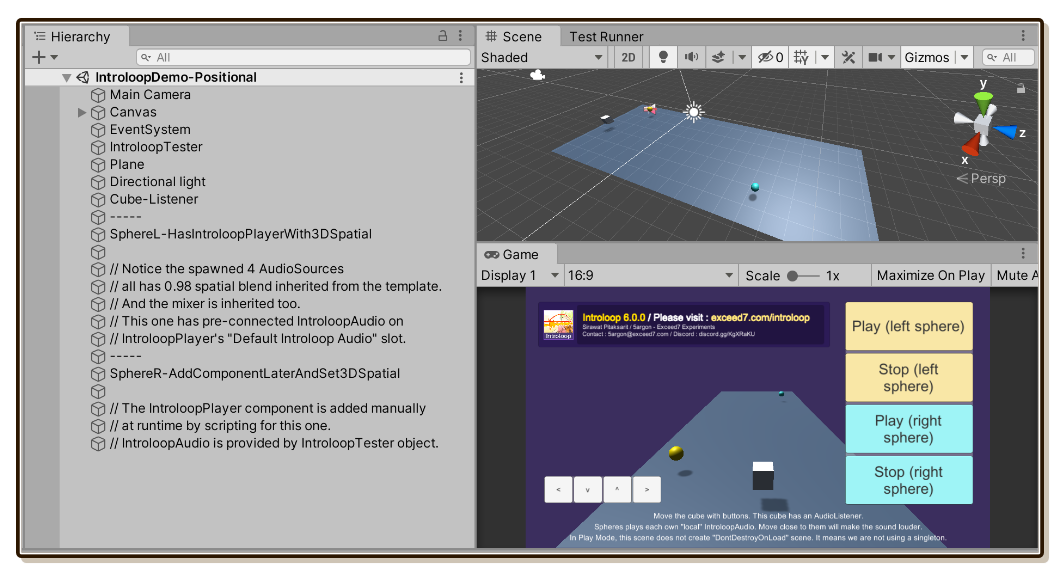 Hierarchy
All
IntroloopDemo-Positional
Main Camera
Canvas
EventSystem
IntroloopTester
Plane
Directional light
Cube-Listener
-----
SphereL-HasIntroloopPlayerWith3DSpatial
// Notice the spawned 4 AudioSources
// all has 0.98 spatial blend inherited from the template.
// And the mixer is inherited too.
// This one has pre-connected IntroloopAudio on
// IntroloopPlayer's "Default Introloop Audio" slot.
-----
SphereR-AddComponentLaterAndSet3DSpatial
// The IntroloopPlayer component is added manually
// at runtime by scripting for this one.
// IntroloopAudio is provided by IntroloopTester object.
Scene
Test Runner
Shaded
2D
0
Gizmos
All
y
z
x
Persp
Game
Display 1
16:9
Scale
1x
Maximize On Play
Mute A
Introloop
Introloop 6.0.0 / Please visit : exceed7.com/introloop
Sirawat Pitaksarit / 5argon - Exceed7 Experiments
Contact : 5argon@exceed7.com / Discord : discord.gg/KgXRaKU
Play (left sphere)
Stop (left
sphere)
Play (right
sphere)
Stop (right
sphere)
< v ^ >
Move the cube with buttons. This cube has an AudioListener.
Spheres plays each own "local" IntroloopAudio. Move close to them will make the sound louder.
In Play Mode, this scene does not create "DontDestroyOnLoad" scene. It means we are not using a singleton.